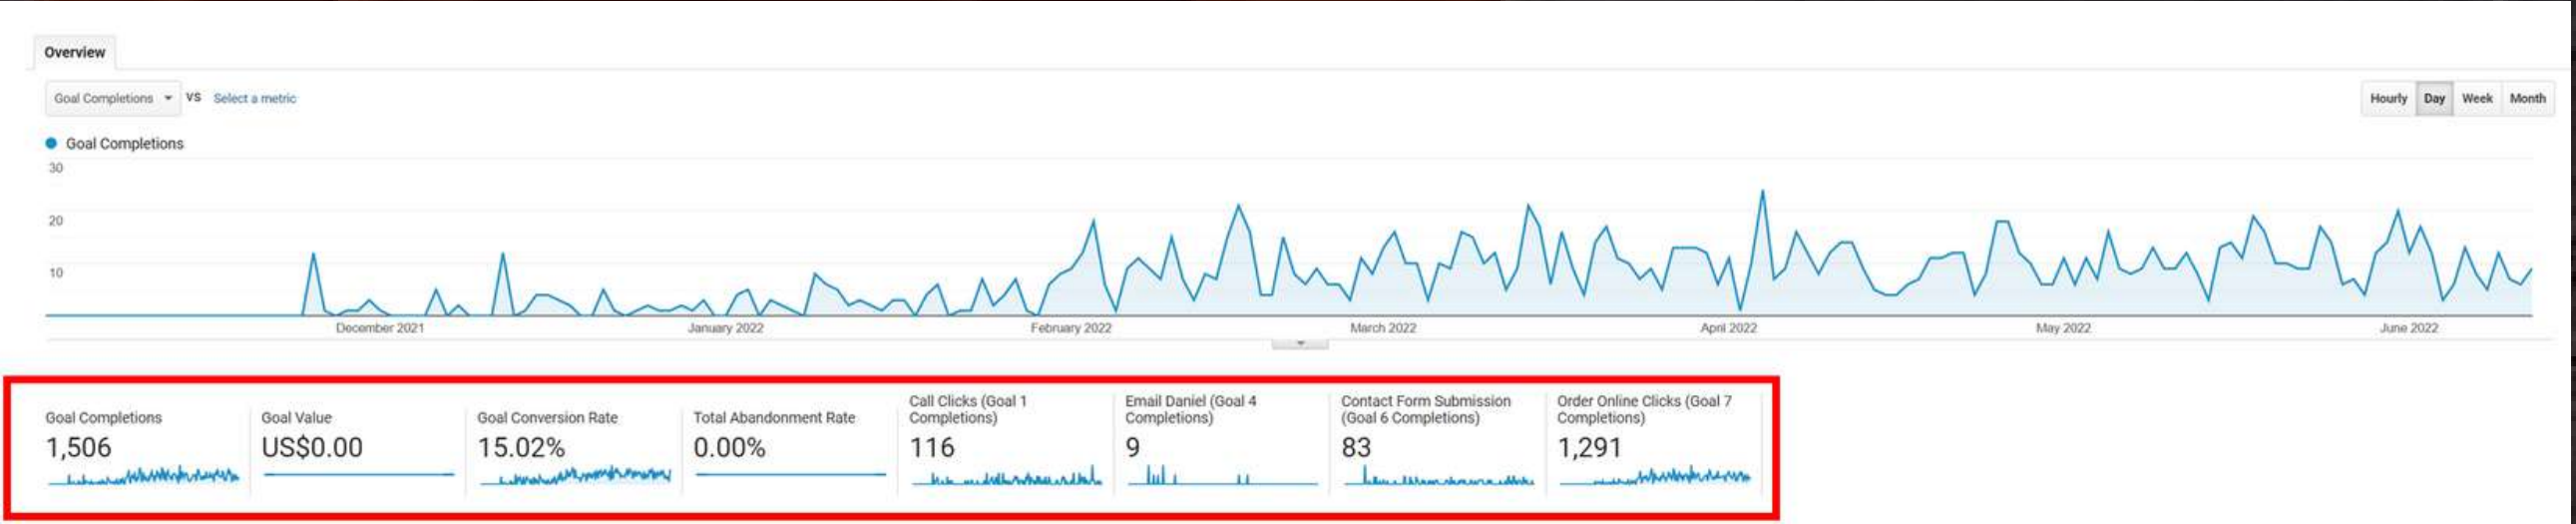 Overview
Goal Completions VS Select a metric
Hourly Day Week Month
Goal Completions
30
20
10
December 2021 January 2022 February 2022 March 2022 April 2022 May 2022 June 2022
Goal Completions
1,506
Goal Value
US$0.00
Goal Conversion Rate
15.02%
Total Abandonment Rate
0.00%
Call Clicks (Goal 1
Completions)
116
Email Daniel (Goal 4
Completions)
9
Contact Form Submission
(Goal 6 Completions)
83
Order Online Clicks (Goal 7
Completions)
1,291